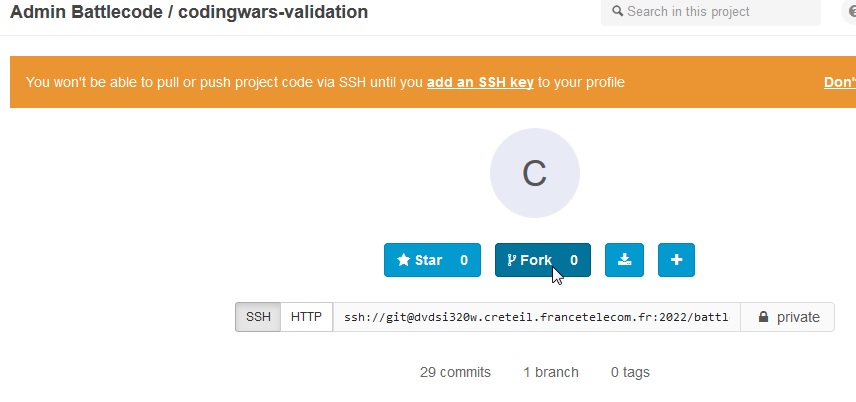 Admin Battlecode / codingwars-validation
Search in this project
You won't be able to pull or push project code via SSH until you add an SSH key to your profile
Don'
C
Star 0 Fork 0
SSH HTTP ssh://git@dvdsi320w.creteil.francetelecom.fr:2022/battl private
29 commits 1 branch 0 tags